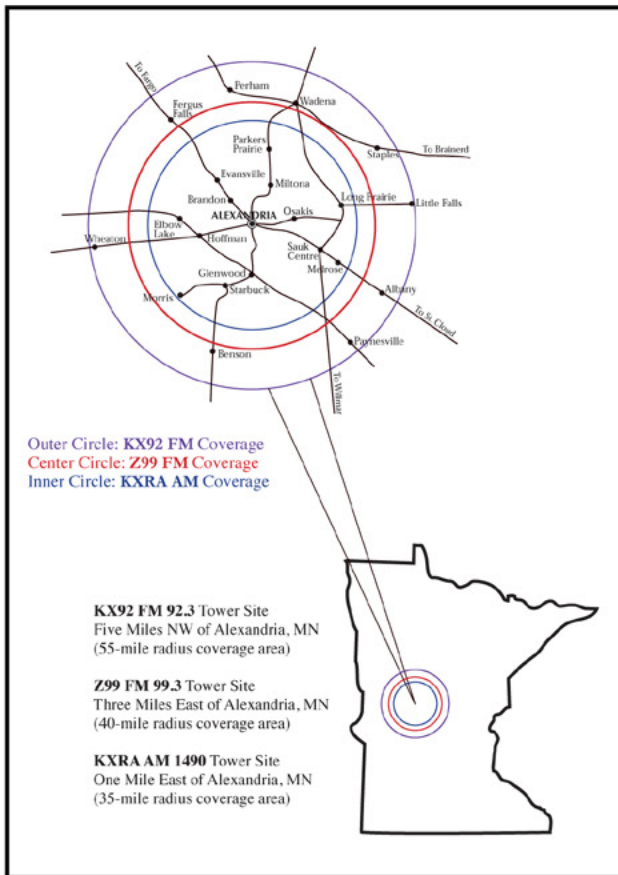 To Fargo
Perham
Wadena
Fergus
Falls
Parkers
Prairie
Staples
To Brainerd
Evansville
Miltona
Brandon
Long Prairie
Little Falls
ALEXANDRIA
Osakis
Elbow
Lake
Hoffman
Wheaton
Sauk
Centre
Melrose
Glenwood
Starbuck
Morris
Albany
To St. Cloud
Benson
Paynesville
To Willmar
Outer Circle: KX92 FM Coverage
Center Circle: Z99 FM Coverage
Inner Circle: KXRA AM Coverage
KX92 FM 92.3 Tower Site
Five Miles NW of Alexandria, MN
(55-mile radius coverage area)
Z99 FM 99.3 Tower Site
Three Miles East of Alexandria, MN
(40-mile radius coverage area)
KXRA AM 1490 Tower Site
One Mile East of Alexandria, MN
(35-mile radius coverage area)